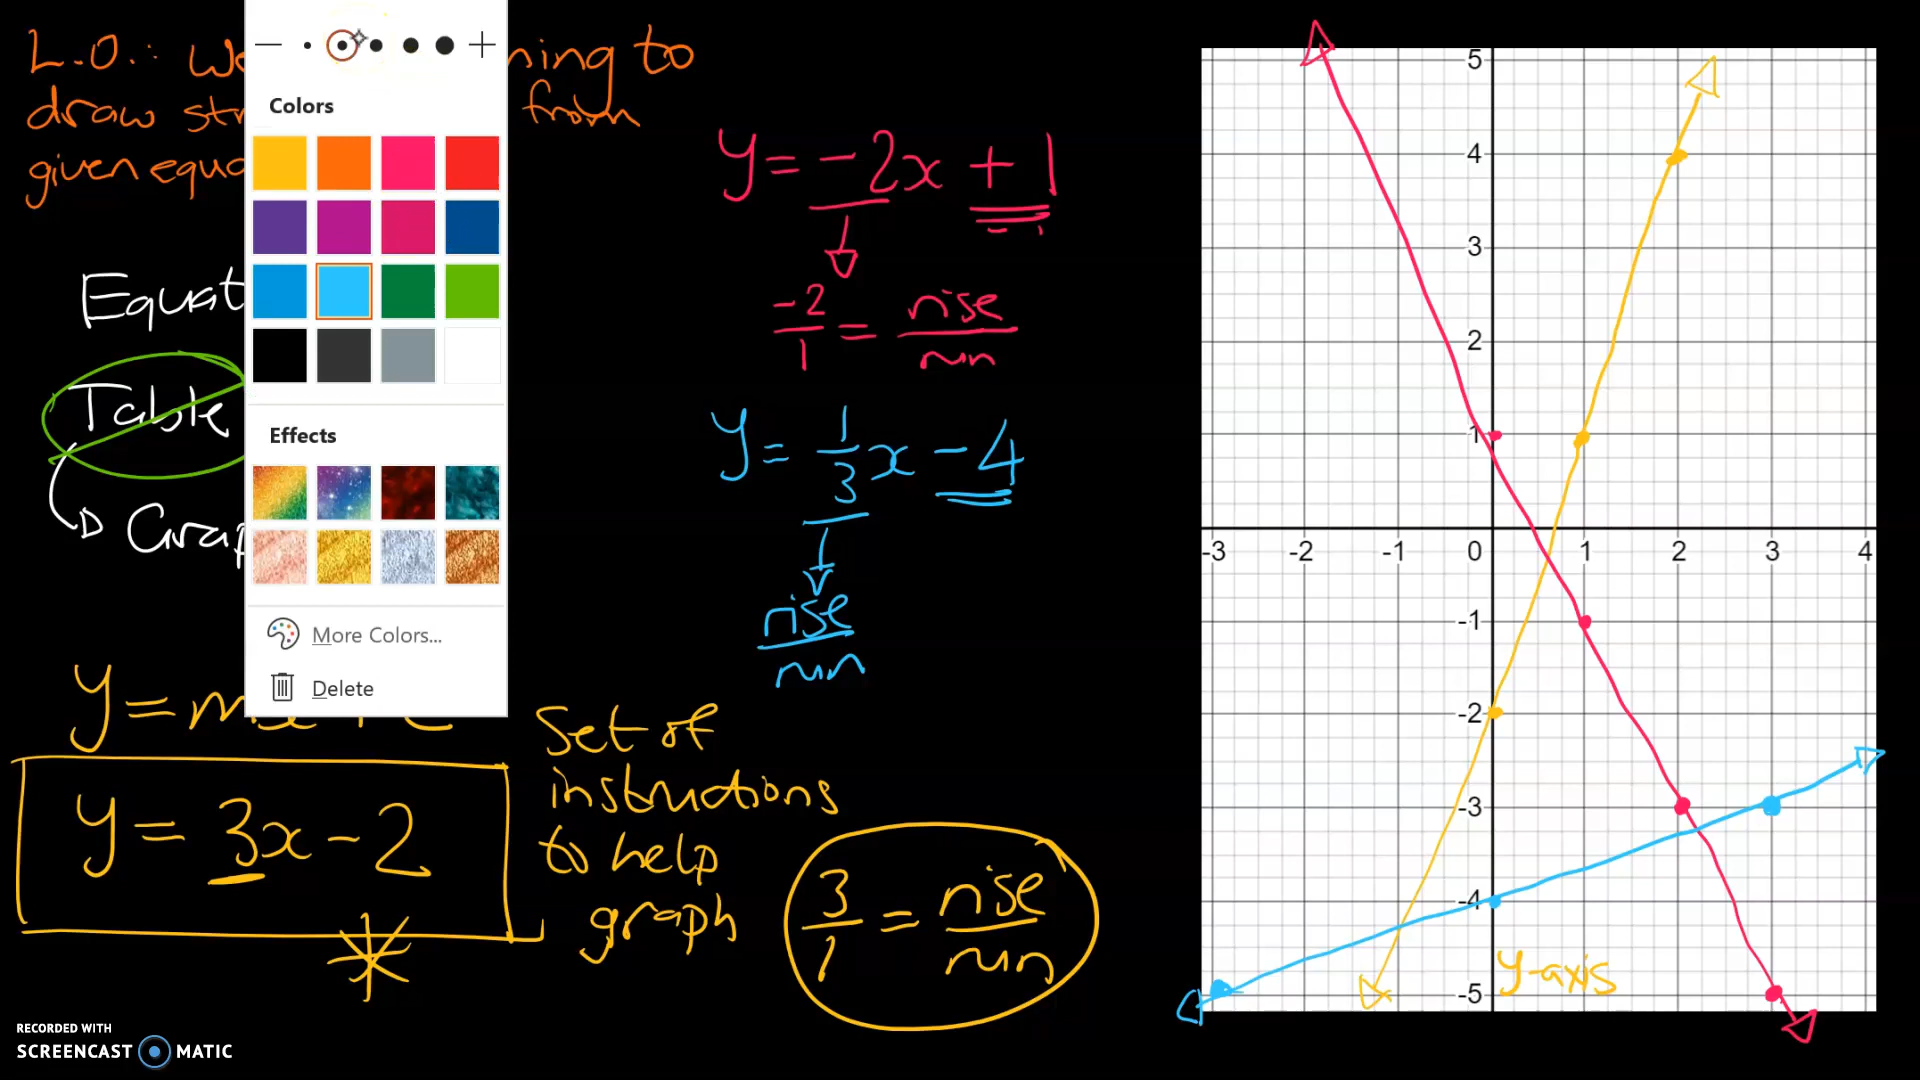 L.O.: We ning to
draw str from
given equa
Equat
Table
Grap
y=mx+c
y = 3x-2
Set of
instructions
to help
graph
3/1 = rise/run
y = -2x + 1
-2/1 = rise/run
y = 1/3 x - 4
rise
run
Colors
Effects
More Colors...
Delete
5
4
3
2
1
-3 -2 -1 0 1 2 3 4
-1
-2
-3
-4
-5
y-axis
RECORDED WITH
SCREENCAST MATIC